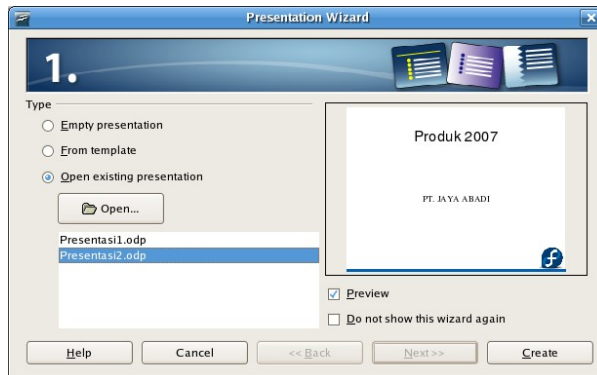 Presentation Wizard
1.
Type
Empty presentation
From template
Open existing presentation
Open...
Presentasi1.odp
Presentasi2.odp
Produk 2007
PT. JAYA ABADI
Preview
Do not show this wizard again
Help
Cancel
<< Back
Next >>
Create